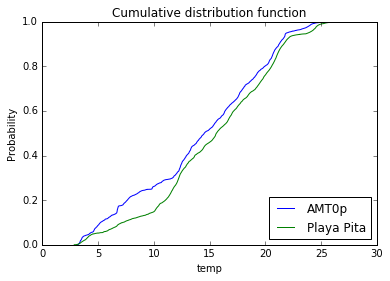 Cumulative distribution function
1.0
0.8
0.6
0.4
0.2
0.0
Probability
0 5 10 15 20 25 30
temp
AMT0p
Playa Pita